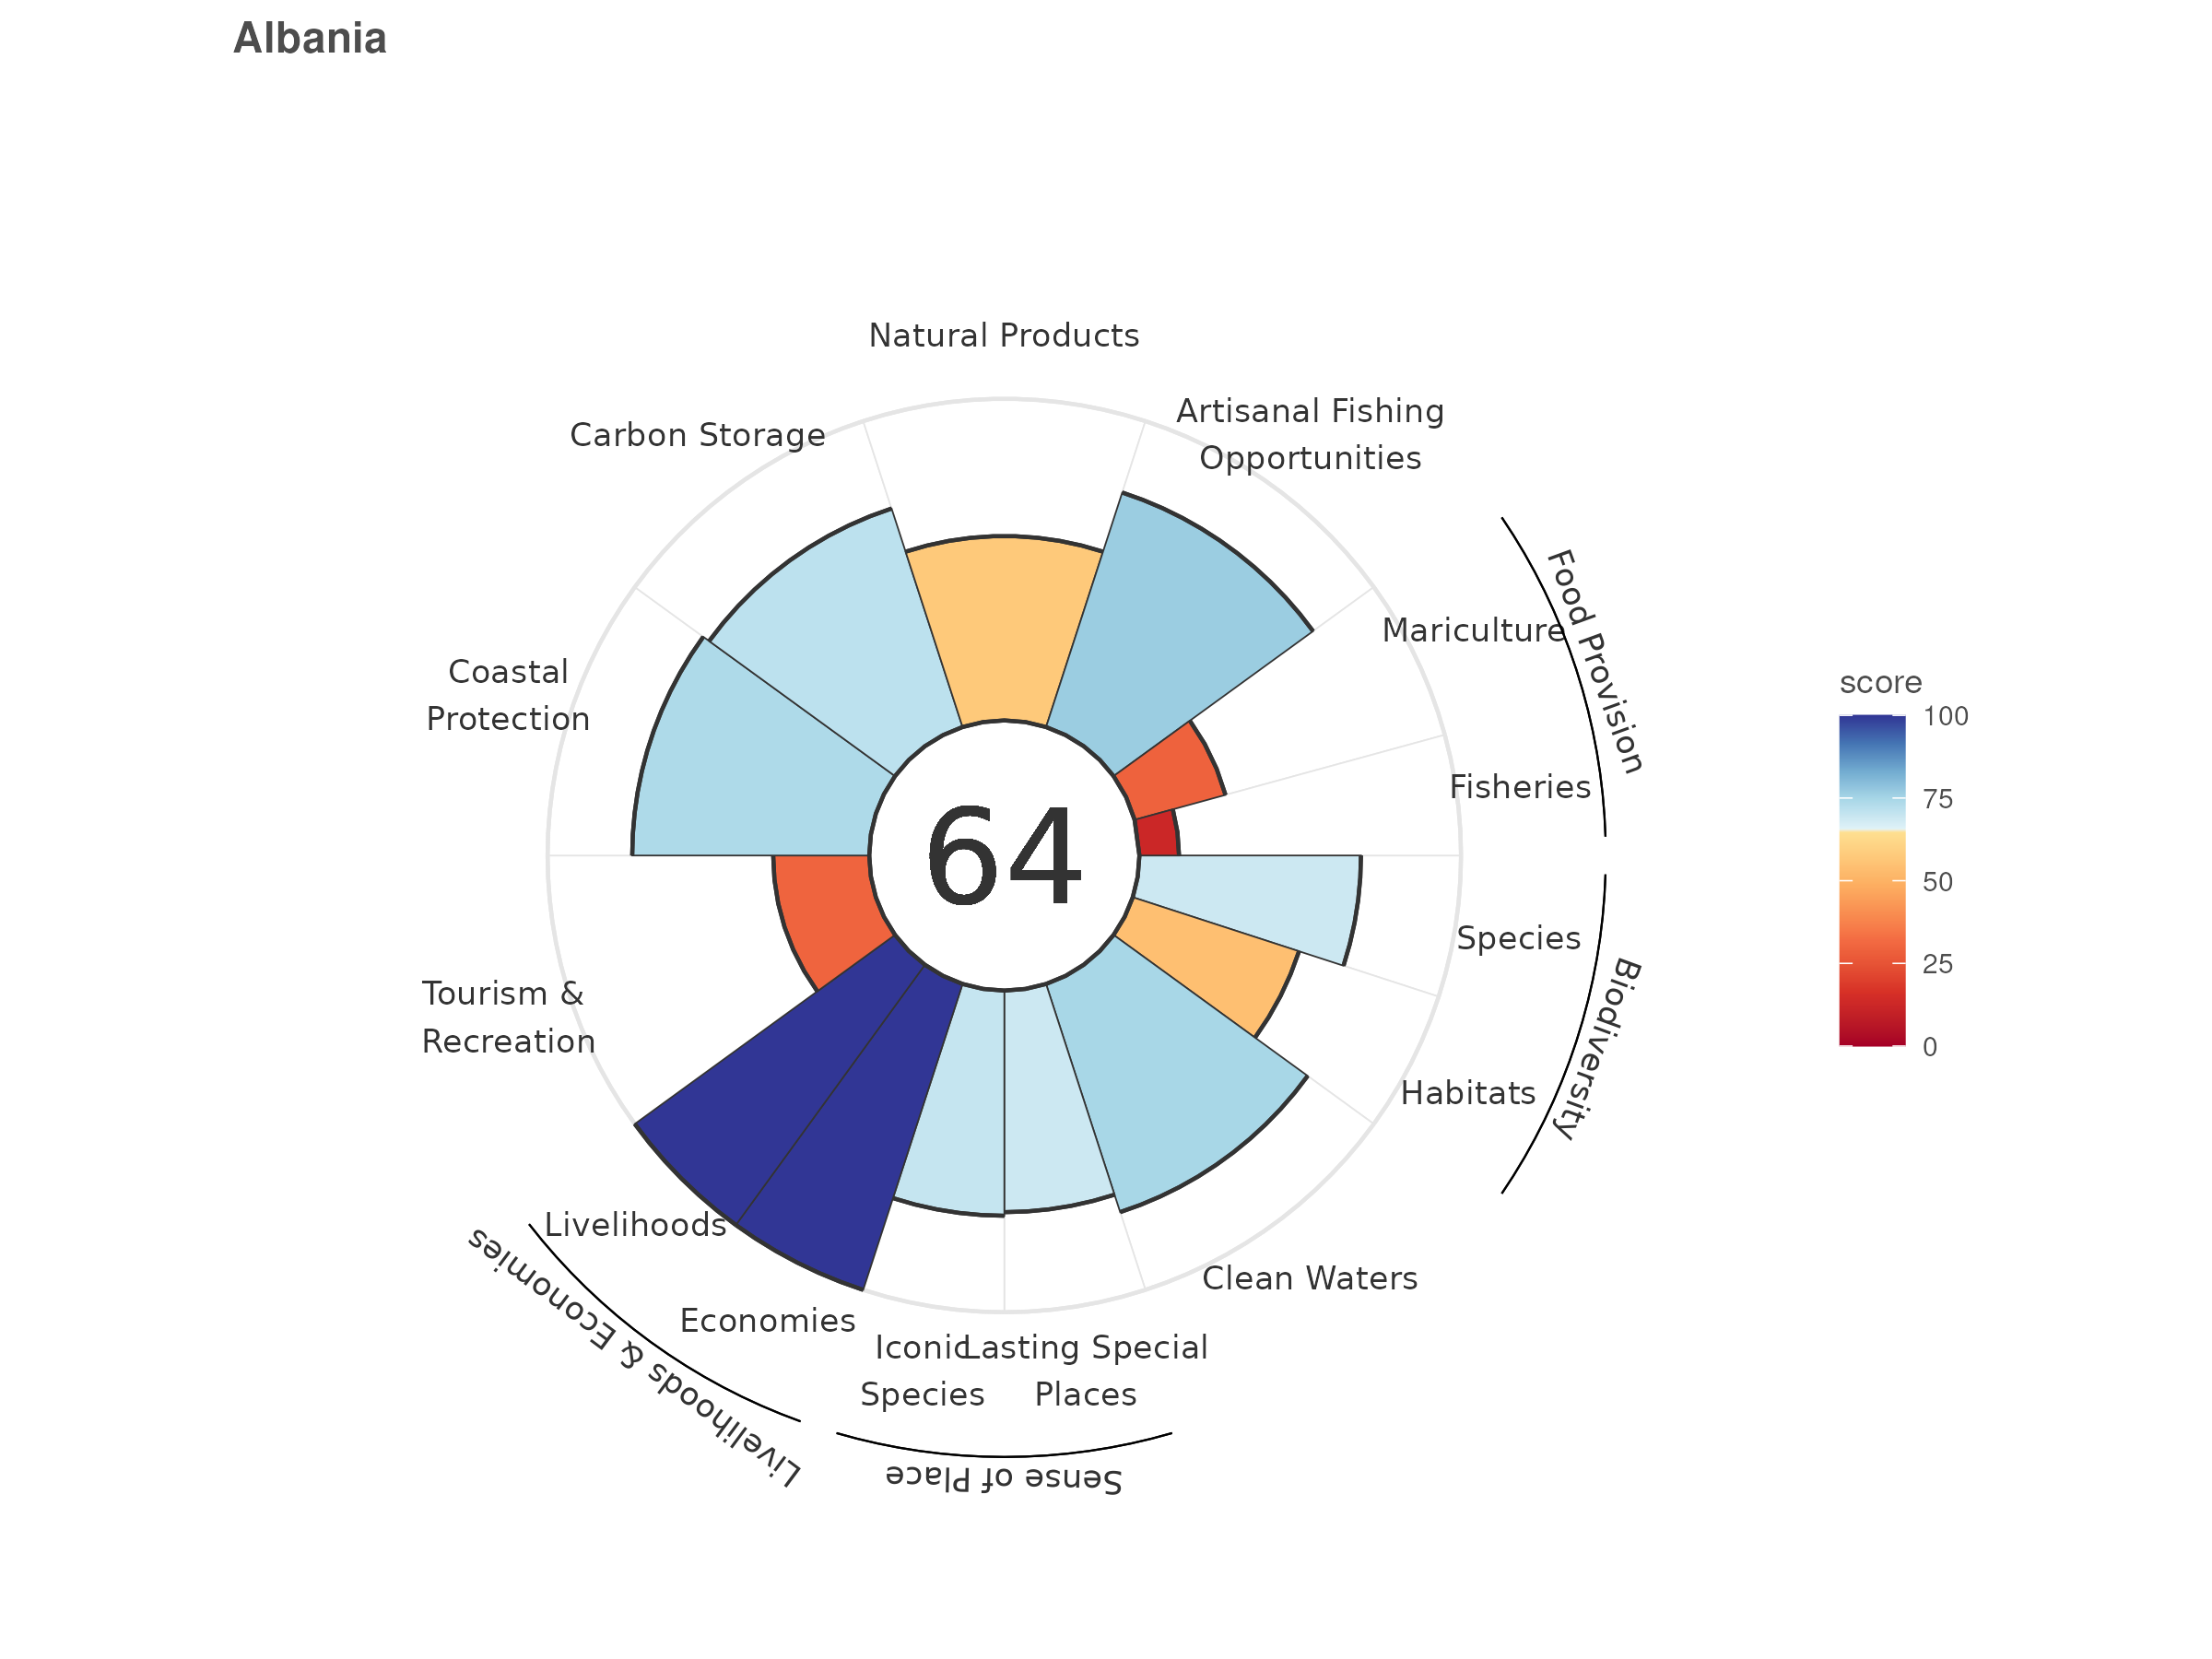 Albania
Natural Products
Artisanal Fishing
Opportunities
Carbon Storage
Mariculture
Food Provision
Coastal
Protection
Fisheries
64
Species
Biodiversity
Habitats
Tourism &
Recreation
Livelihoods
Livelihoods & Economies
Economies
Clean Waters
Iconic
Species
Lasting Special
Places
Sense of Place
score
100
75
50
25
0